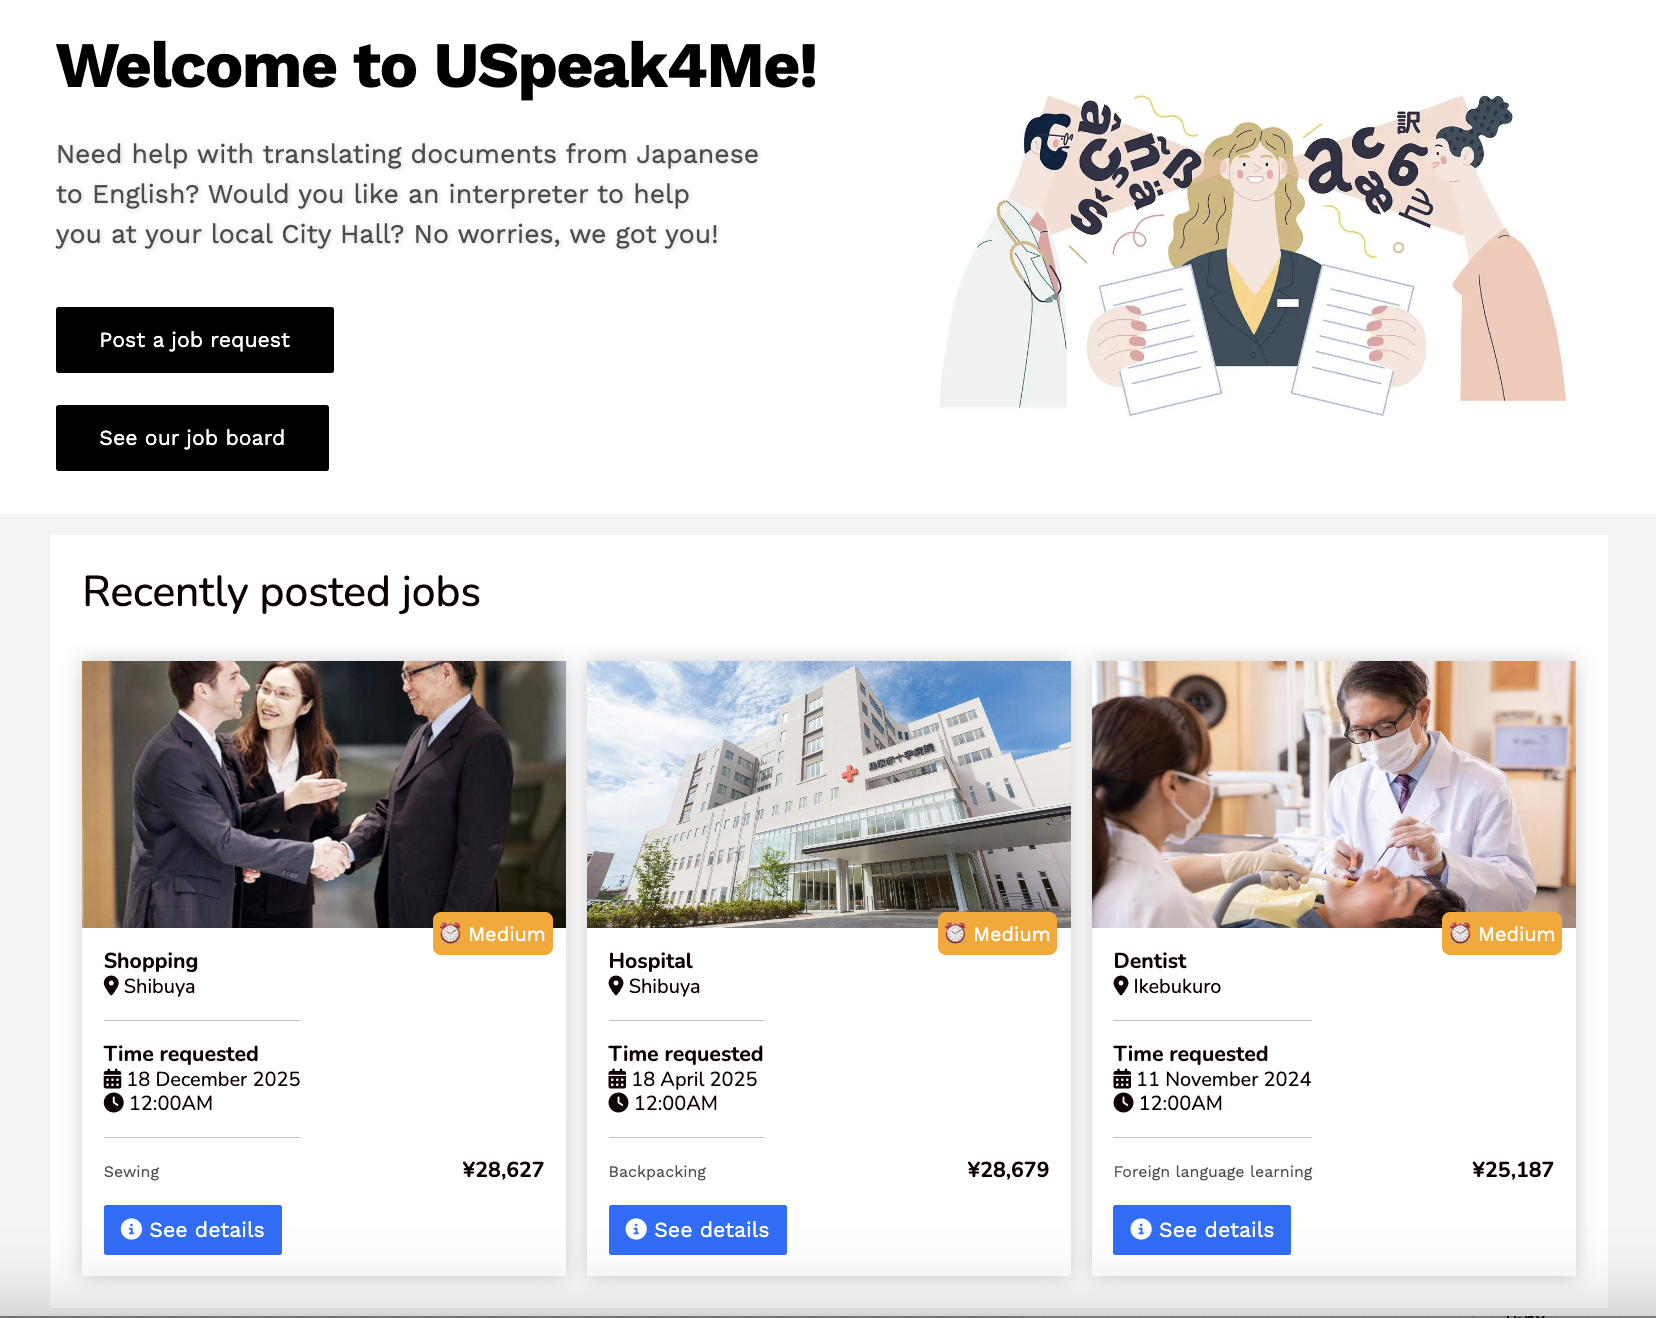 Welcome to USpeak4Me!
Need help with translating documents from Japanese
to English? Would you like an interpreter to help
you at your local City Hall? No worries, we got you!
Post a job request
See our job board
訳
Recently posted jobs
Medium
Medium
Medium
Shopping
Shibuya
Time requested
18 December 2025
12:00AM
Sewing
¥28,627
See details
Hospital
Shibuya
Time requested
18 April 2025
12:00AM
Backpacking
¥28,679
See details
Dentist
Ikebukuro
Time requested
11 November 2024
12:00AM
Foreign language learning
¥25,187
See details